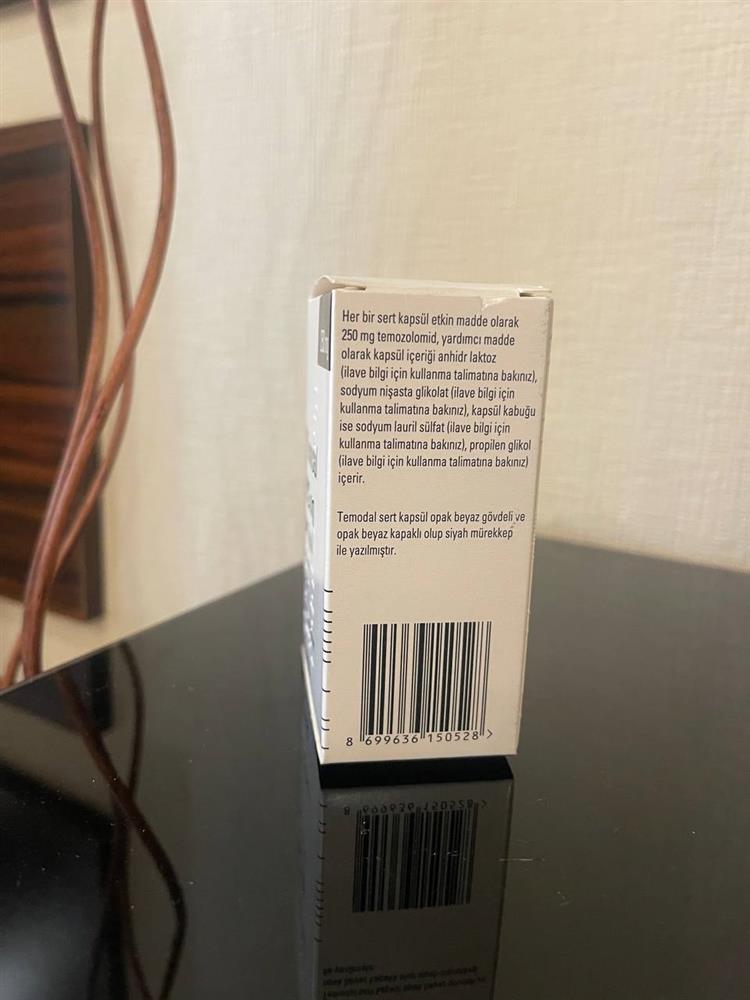 Her bir sert kapsül etkin madde olarak
250 mg temozolomid, yardımcı madde
olarak kapsül içeriği anhidr laktoz
(ilave bilgi için kullanma talimatına bakınız),
sodyum nişasta glikolat (ilave bilgi için
kullanma talimatına bakınız), kapsül kabuğu
ise sodyum lauril sülfat (ilave bilgi için
kullanma talimatına bakınız), propilen glikol
(ilave bilgi için kullanma talimatına bakınız)
içerir.
Temodal sert kapsül opak beyaz gövdeli ve
opak beyaz kapaklı olup siyah mürekkep
ile yazılmıştır.
8 699636 150528 >